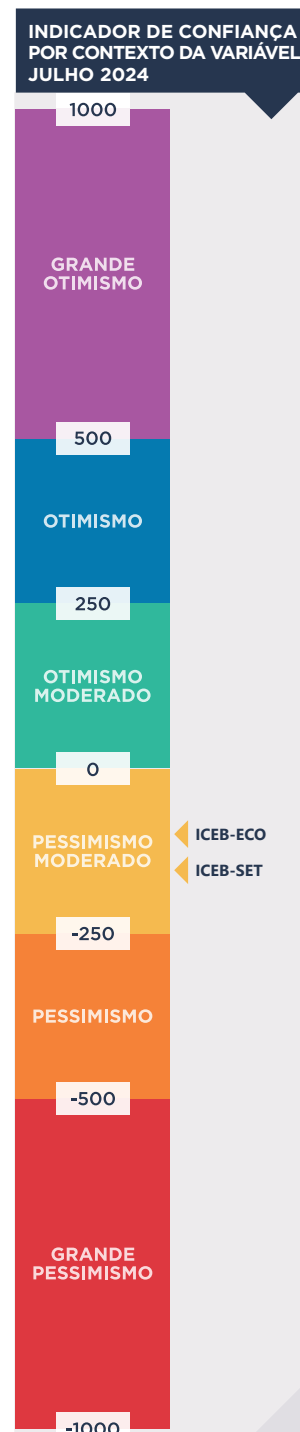 INDICADOR DE CONFIANÇA
POR CONTEXTO DA VARIÁVEL
JULHO 2024
1000
GRANDE
OTIMISMO
500
OTIMISMO
250
OTIMISMO
MODERADO
0
PESSIMISMO
MODERADO
ICEB-ECO
ICEB-SET
-250
PESSIMISMO
-500
GRANDE
PESSIMISMO
-1000